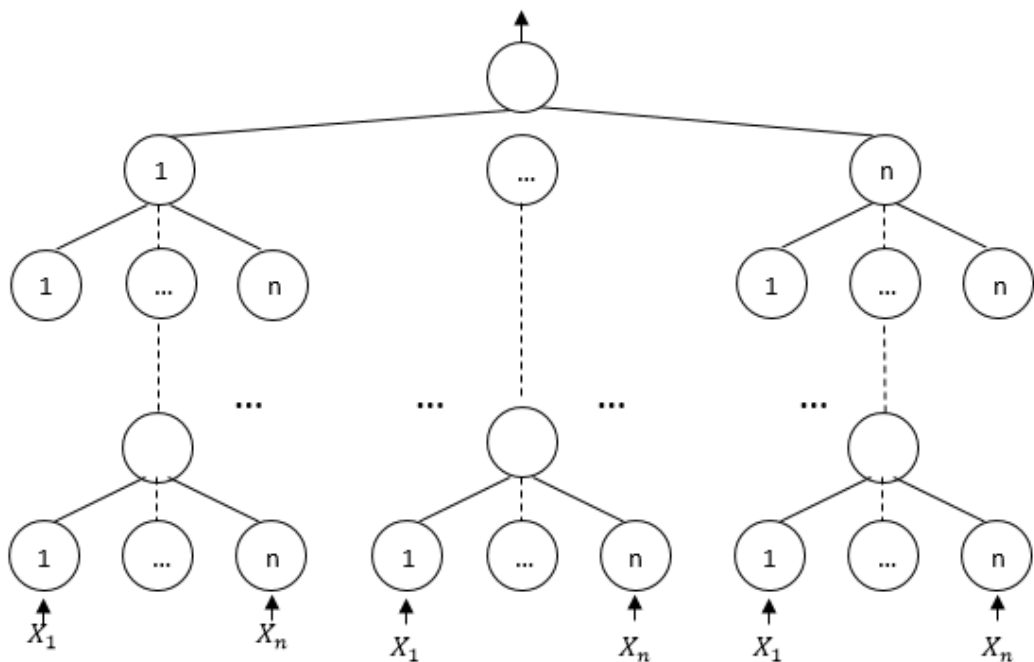 1 ... n
1 ... n 1 ... n
... ... ... ...
1 ... n 1 ... n 1 ... n
X₁ Xₙ X₁ Xₙ X₁ Xₙ